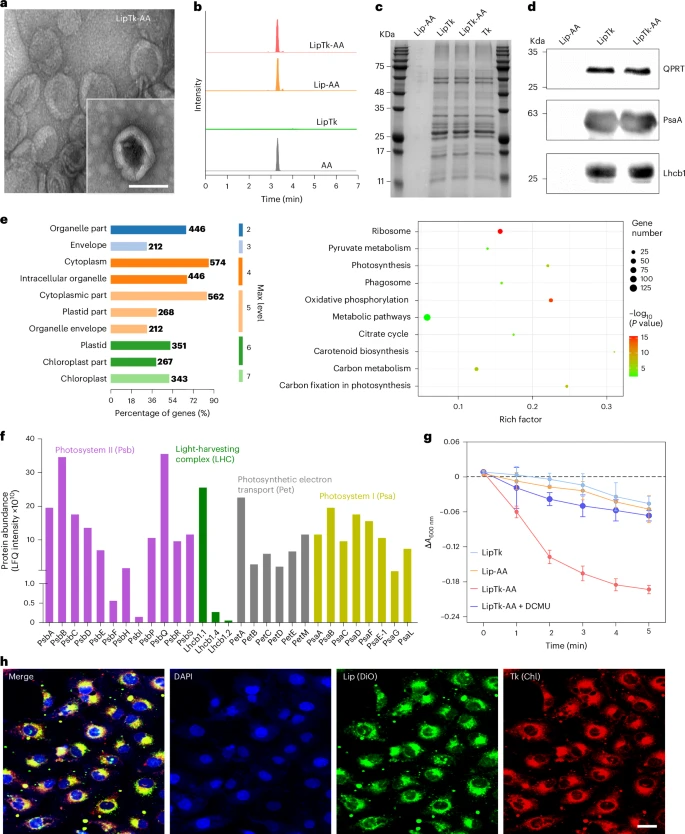 a
LipTk-AA
b
LipTk-AA
Lip-AA
LipTk
AA
Intensity
0 1 2 3 4 5 6 7
Time (min)
c
KDa
Lip-AA
LipTk
LipTk-AA
Tk
75
48
35
25
17
11
d
Kda
Lip-AA
LipTk
LipTk-AA
35
25
QPRT
63
PsaA
25
Lhcb1
e
Organelle part 446
Envelope 212
Cytoplasm 574
Intracellular organelle 446
Cytoplasmic part 562
Plastid part 268
Organelle envelope 212
Plastid 351
Chloroplast part 267
Chloroplast 343
0 18 36 54 72 90
Percentage of genes (%)
2
3
4
5
6
7
Max level
Ribosome
Pyruvate metabolism
Photosynthesis
Phagosome
Oxidative phosphorylation
Metabolic pathways
Citrate cycle
Carotenoid biosynthesis
Carbon metabolism
Carbon fixation in photosynthesis
0.1 0.2 0.3
Rich factor
Gene
number
25
50
75
100
125
–log10
(P value)
15
10
5
f
Protein abundance
(LFQ intensity ×10¹⁰)
40
30
20
10
1.0
0.5
0
Photosystem II (Psb)
Light-harvesting
complex (LHC)
Photosynthetic electron
transport (Pet)
Photosystem I (Psa)
PsbA
PsbB
PsbC
PsbD
PsbE
PsbF
PsbH
PsbI
PsbP
PsbQ
PsbR
PsbS
Lhcb1.1
Lhcb1.4
Lhcb1.2
PetA
PetB
PetC
PetD
PetE
PetM
PsaA
PsaB
PsaC
PsaD
PsaF
PsaE-1
PsaG
PsaL
g
ΔA600 nm
0.06
0
–0.06
–0.12
–0.18
–0.24
LipTk
Lip-AA
LipTk-AA
LipTk-AA + DCMU
0 1 2 3 4 5
Time (min)
h
Merge
DAPI
Lip (DiO)
Tk (Chl)